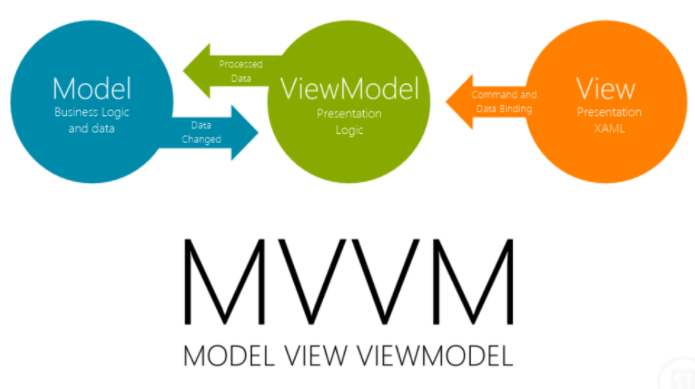 Model
Business Logic
and data
Processed
Data
Data
Changed
ViewModel
Presentation
Logic
Command and
Data Binding
View
Presentation
XAML
MVVM
MODEL VIEW VIEWMODEL